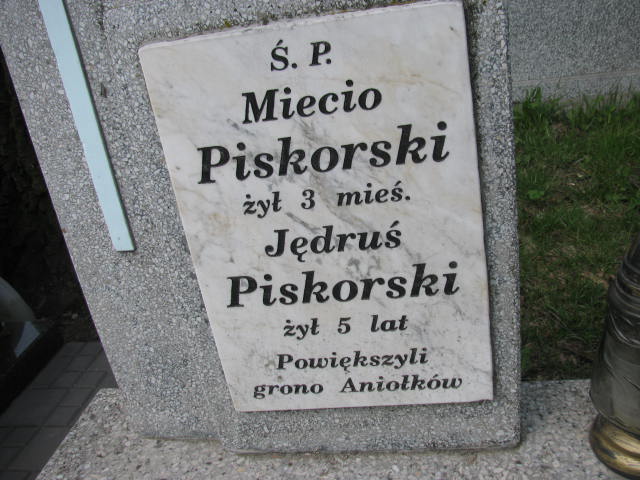 Ś. P.
Miecio
Piskorski
żył 3 mieś.
Jędruś
Piskorski
żył 5 lat
Powiększyli
grono Aniołków